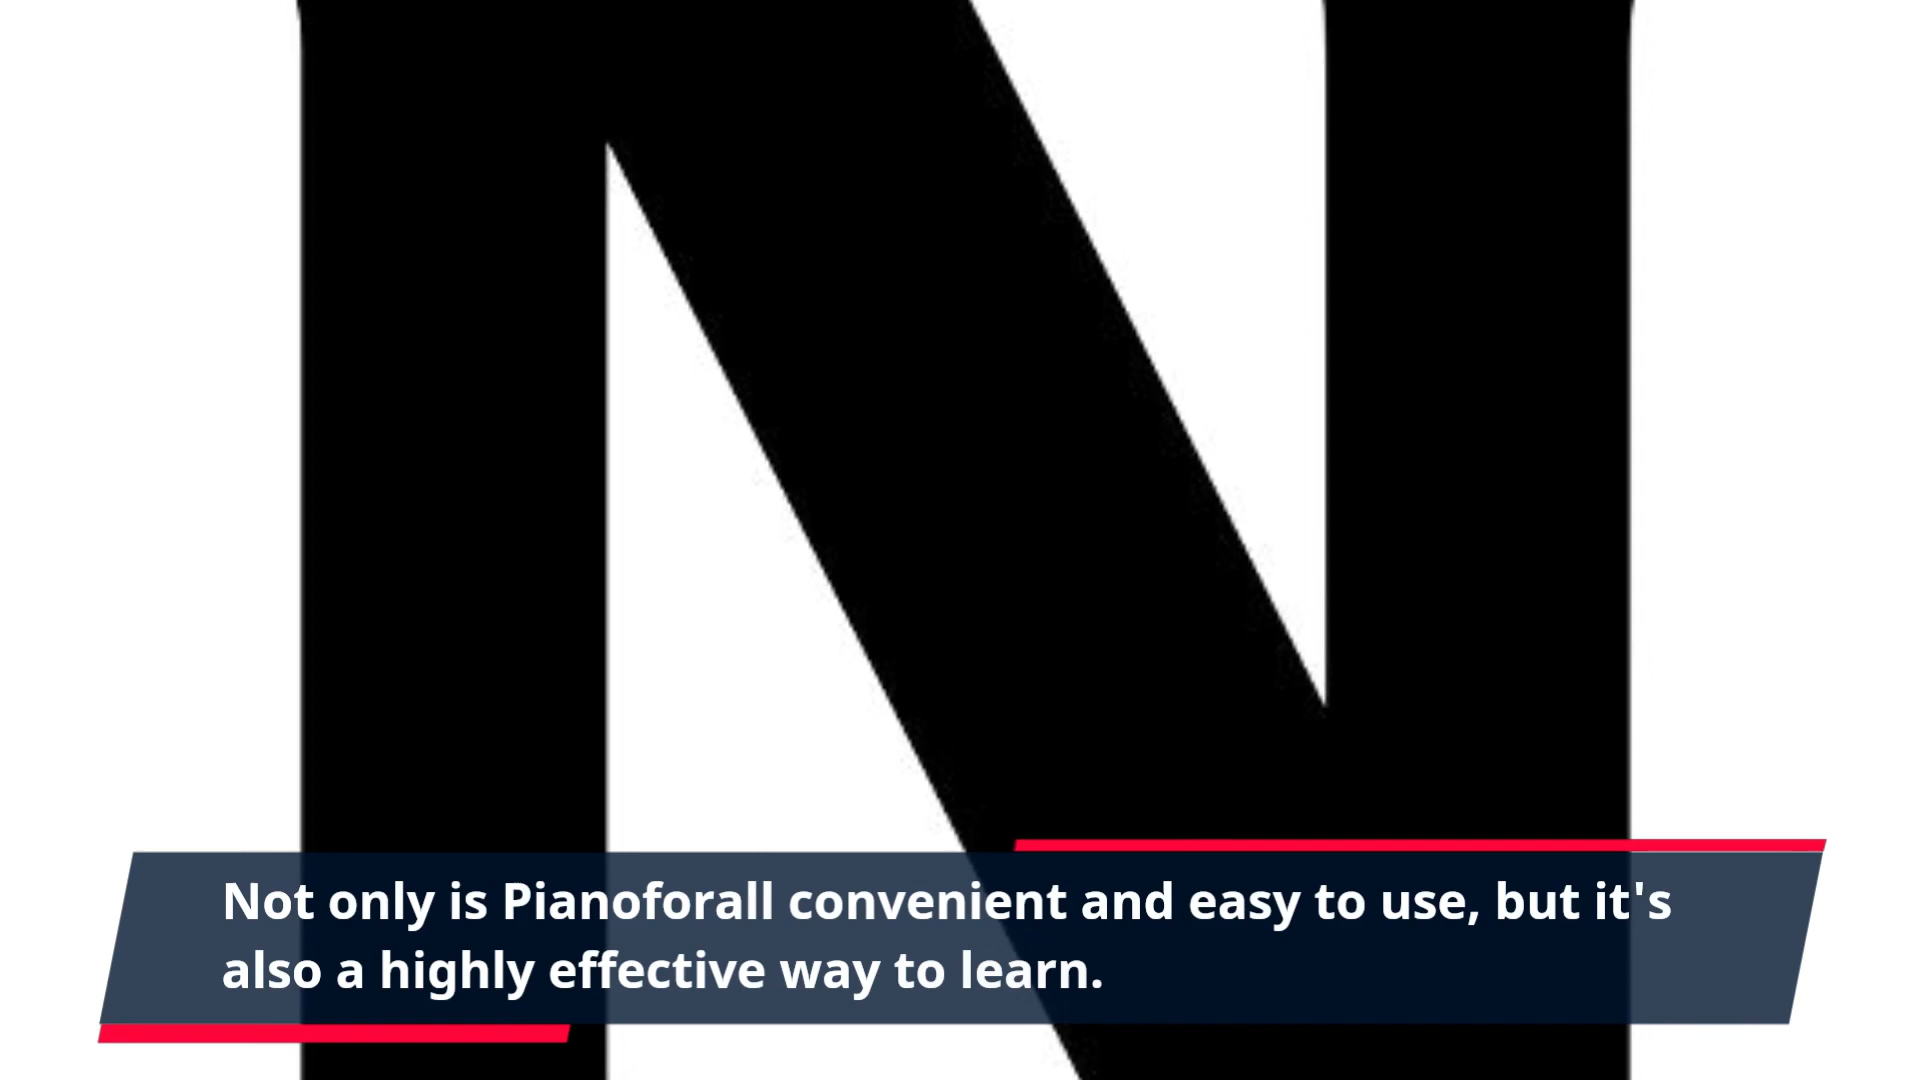 N
Not only is Pianoforall convenient and easy to use, but it's
also a highly effective way to learn.